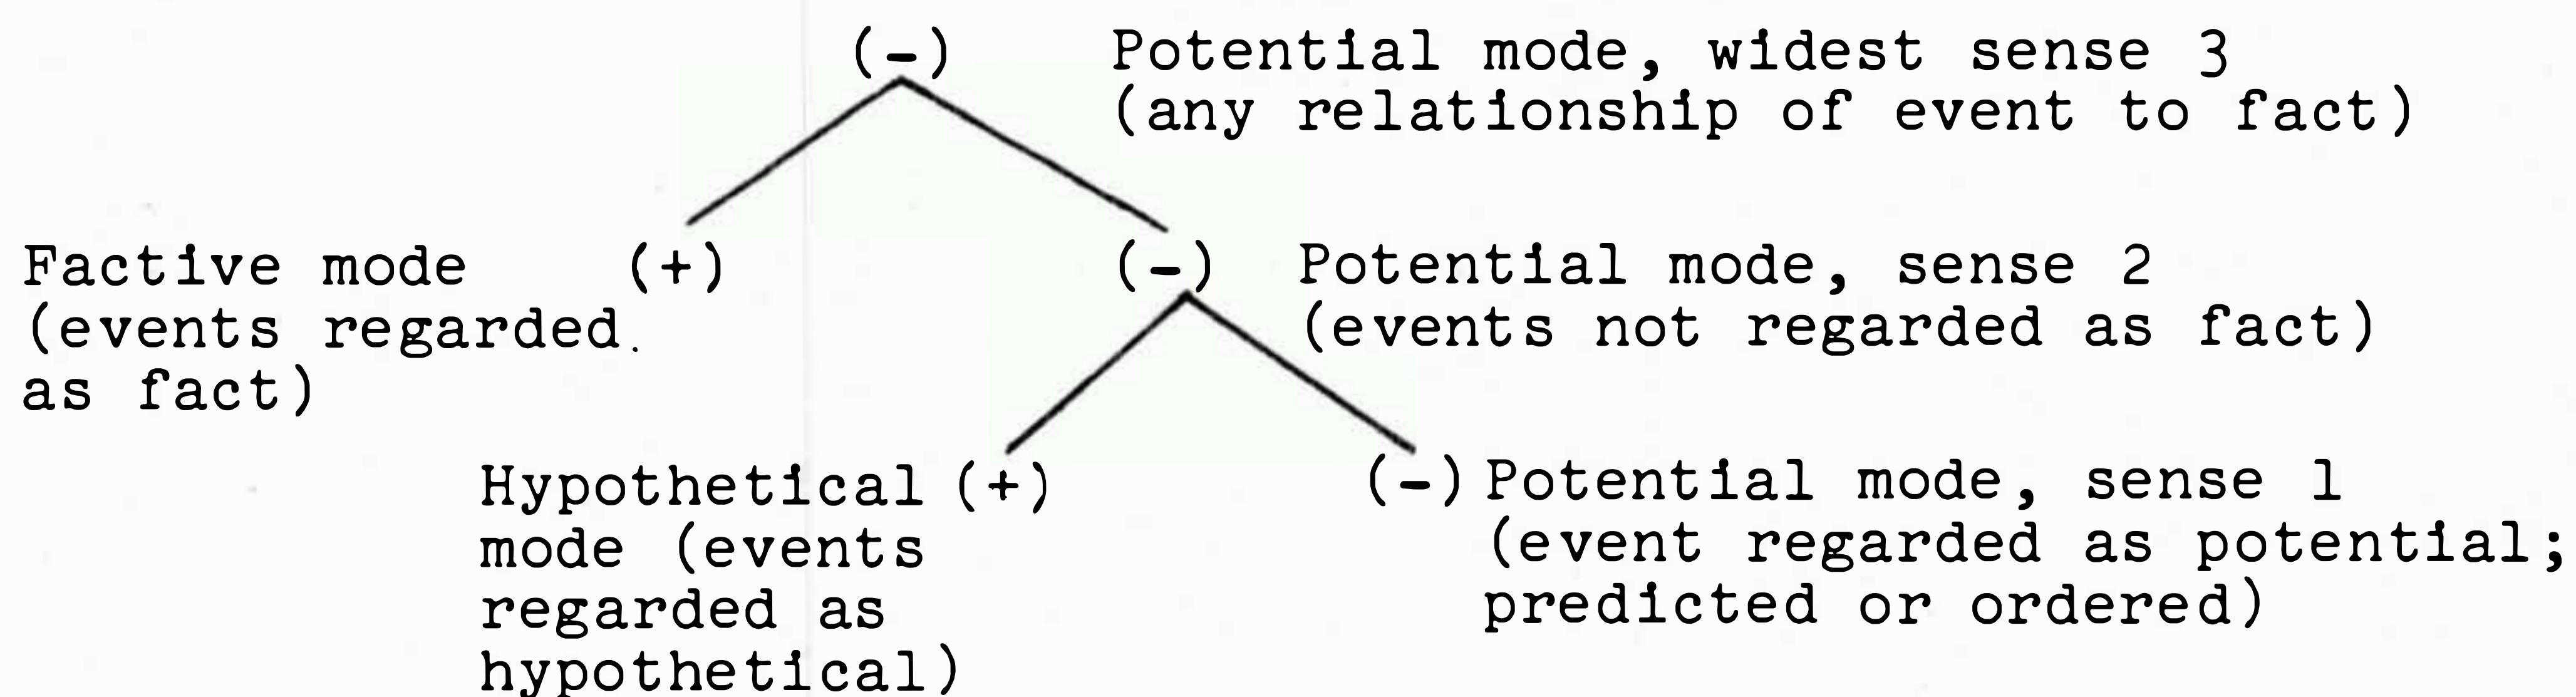 (-) Potential mode, widest sense 3
(any relationship of event to fact)
Factive mode (+)
(events regarded.
as fact)
(-) Potential mode, sense 2
(events not regarded as fact)
Hypothetical (+)
mode (events
regarded as
hypothetical)
(-) Potential mode, sense 1
(event regarded as potential;
predicted or ordered)